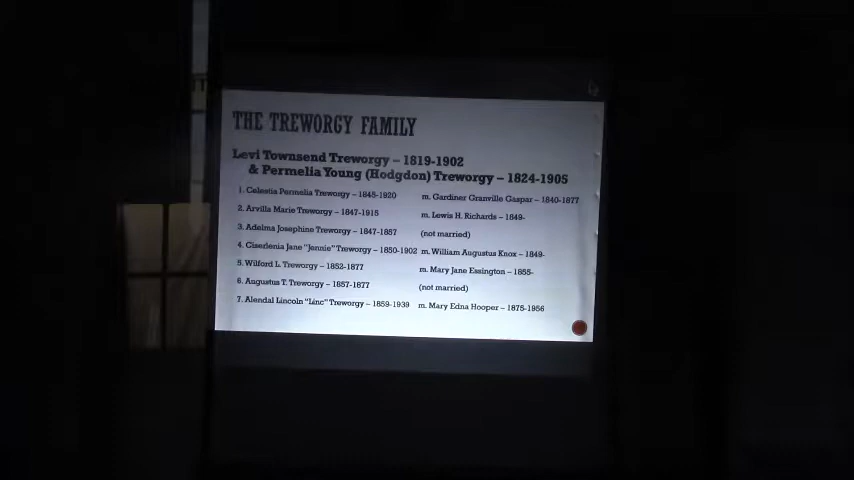 THE TREWORGY FAMILY
Levi Townsend Treworgy – 1819-1902
& Permelia Young (Hodgdon) Treworgy – 1824-1905
1. Celestia Permelia Treworgy – 1845-1920 m. Gardiner Granville Gaspar – 1840-1877
2. Arvilla Marie Treworgy – 1847-1915 m. Lewis H. Richards – 1849-
3. Adelma Josephine Treworgy – 1847-1857 (not married)
4. Jane "Jennie" Treworgy – 1850-1902 m. William Augustus Knox – 1849-
5. Wilford L. Treworgy – 1852-1877 m. Mary Jane Essington – 1855-
6. Augustus T. Treworgy – 1857-1877 (not married)
7. Alendal Lincoln "Linc" Treworgy – 1859-1939 m. Mary Edna Hooper – 1875-1956